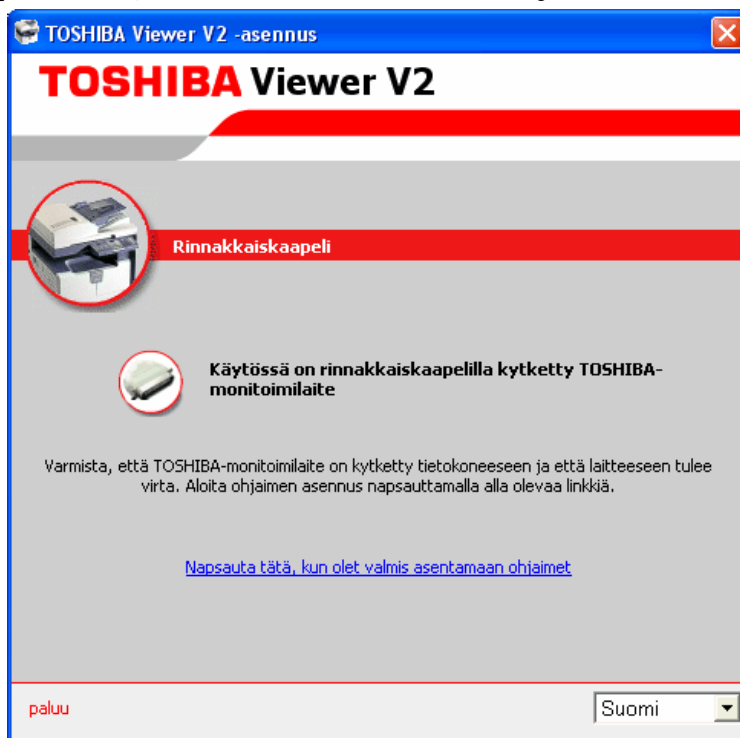 TOSHIBA Viewer V2 -asennus
TOSHIBA Viewer V2
Rinnakkaiskaapeli
Käytössä on rinnakkaiskaapelilla kytketty TOSHIBA-
monitoimilaite
Varmista, että TOSHIBA-monitoimilaite on kytketty tietokoneeseen ja että laitteeseen tulee
virta. Aloita ohjaimen asennus napsauttamalla alla olevaa linkkiä.
Napsauta tätä, kun olet valmis asentamaan ohjaimet
paluu
Suomi